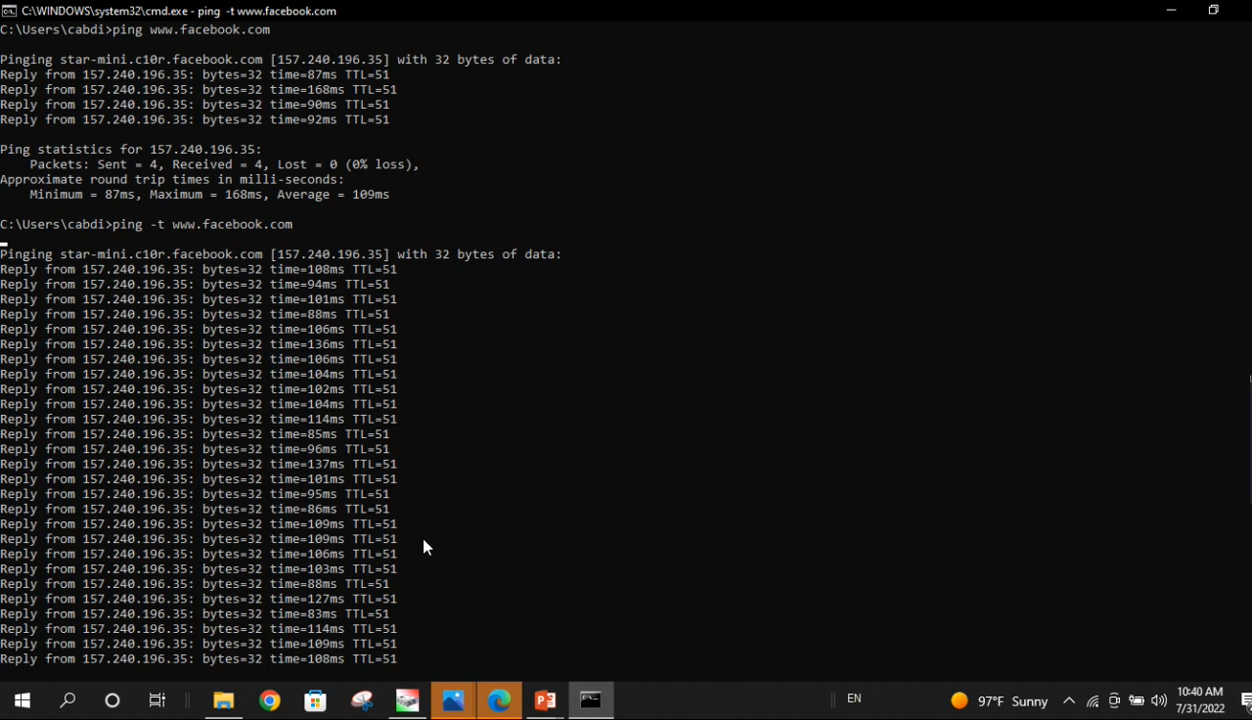 C:\WINDOWS\system32\cmd.exe - ping  -t www.facebook.com
C:\Users\cabdi>ping www.facebook.com
Pinging star-mini.c10r.facebook.com [157.240.196.35] with 32 bytes of data:
Reply from 157.240.196.35: bytes=32 time=87ms TTL=51
Reply from 157.240.196.35: bytes=32 time=168ms TTL=51
Reply from 157.240.196.35: bytes=32 time=90ms TTL=51
Reply from 157.240.196.35: bytes=32 time=92ms TTL=51
Ping statistics for 157.240.196.35:
    Packets: Sent = 4, Received = 4, Lost = 0 (0% loss),
Approximate round trip times in milli-seconds:
    Minimum = 87ms, Maximum = 168ms, Average = 109ms
C:\Users\cabdi>ping -t www.facebook.com
Pinging star-mini.c10r.facebook.com [157.240.196.35] with 32 bytes of data:
Reply from 157.240.196.35: bytes=32 time=108ms TTL=51
Reply from 157.240.196.35: bytes=32 time=94ms TTL=51
Reply from 157.240.196.35: bytes=32 time=101ms TTL=51
Reply from 157.240.196.35: bytes=32 time=88ms TTL=51
Reply from 157.240.196.35: bytes=32 time=106ms TTL=51
Reply from 157.240.196.35: bytes=32 time=136ms TTL=51
Reply from 157.240.196.35: bytes=32 time=106ms TTL=51
Reply from 157.240.196.35: bytes=32 time=104ms TTL=51
Reply from 157.240.196.35: bytes=32 time=102ms TTL=51
Reply from 157.240.196.35: bytes=32 time=104ms TTL=51
Reply from 157.240.196.35: bytes=32 time=114ms TTL=51
Reply from 157.240.196.35: bytes=32 time=85ms TTL=51
Reply from 157.240.196.35: bytes=32 time=96ms TTL=51
Reply from 157.240.196.35: bytes=32 time=137ms TTL=51
Reply from 157.240.196.35: bytes=32 time=101ms TTL=51
Reply from 157.240.196.35: bytes=32 time=95ms TTL=51
Reply from 157.240.196.35: bytes=32 time=86ms TTL=51
Reply from 157.240.196.35: bytes=32 time=109ms TTL=51
Reply from 157.240.196.35: bytes=32 time=109ms TTL=51
Reply from 157.240.196.35: bytes=32 time=106ms TTL=51
Reply from 157.240.196.35: bytes=32 time=103ms TTL=51
Reply from 157.240.196.35: bytes=32 time=88ms TTL=51
Reply from 157.240.196.35: bytes=32 time=127ms TTL=51
Reply from 157.240.196.35: bytes=32 time=83ms TTL=51
Reply from 157.240.196.35: bytes=32 time=114ms TTL=51
Reply from 157.240.196.35: bytes=32 time=109ms TTL=51
Reply from 157.240.196.35: bytes=32 time=108ms TTL=51
EN
97°F Sunny
10:40 AM
7/31/2022